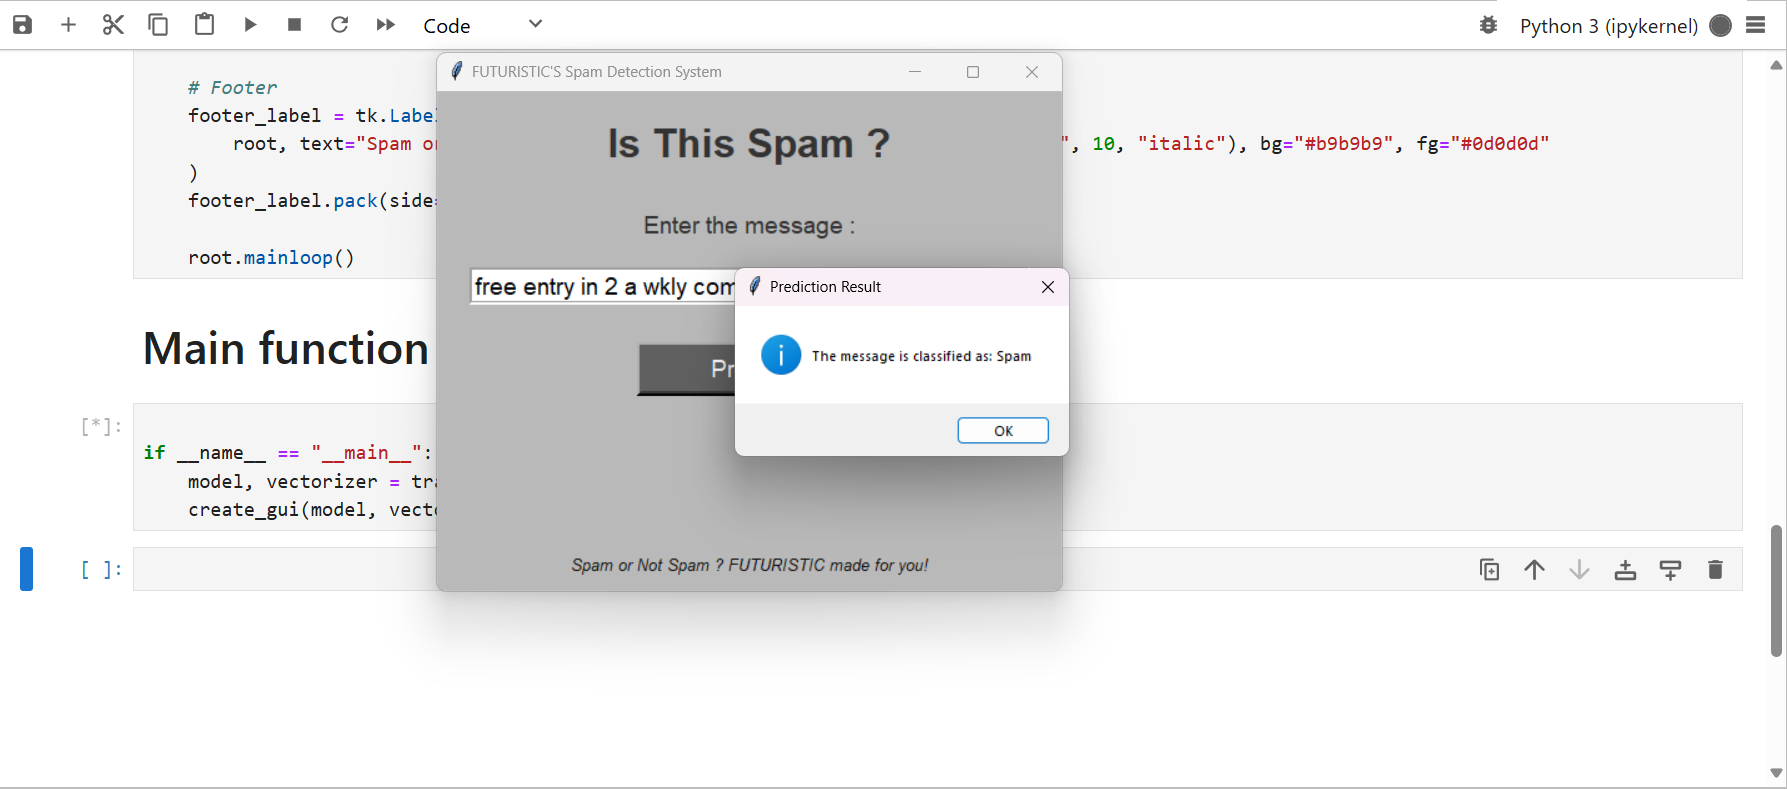 Code
Python 3 (ipykernel)
# Footer
footer_label = tk.Label
root, text="Spam or
", 10, "italic"), bg="#b9b9b9", fg="#0d0d0d"
)
footer_label.pack(side=
root.mainloop()
FUTURISTIC'S Spam Detection System
Is This Spam ?
Enter the message :
free entry in 2 a wkly com
Pr
Prediction Result
The message is classified as: Spam
OK
Spam or Not Spam ? FUTURISTIC made for you!
Main function
[*]:
if __name__ == "__main__":
model, vectorizer = tra
create_gui(model, vecto
[ ]: